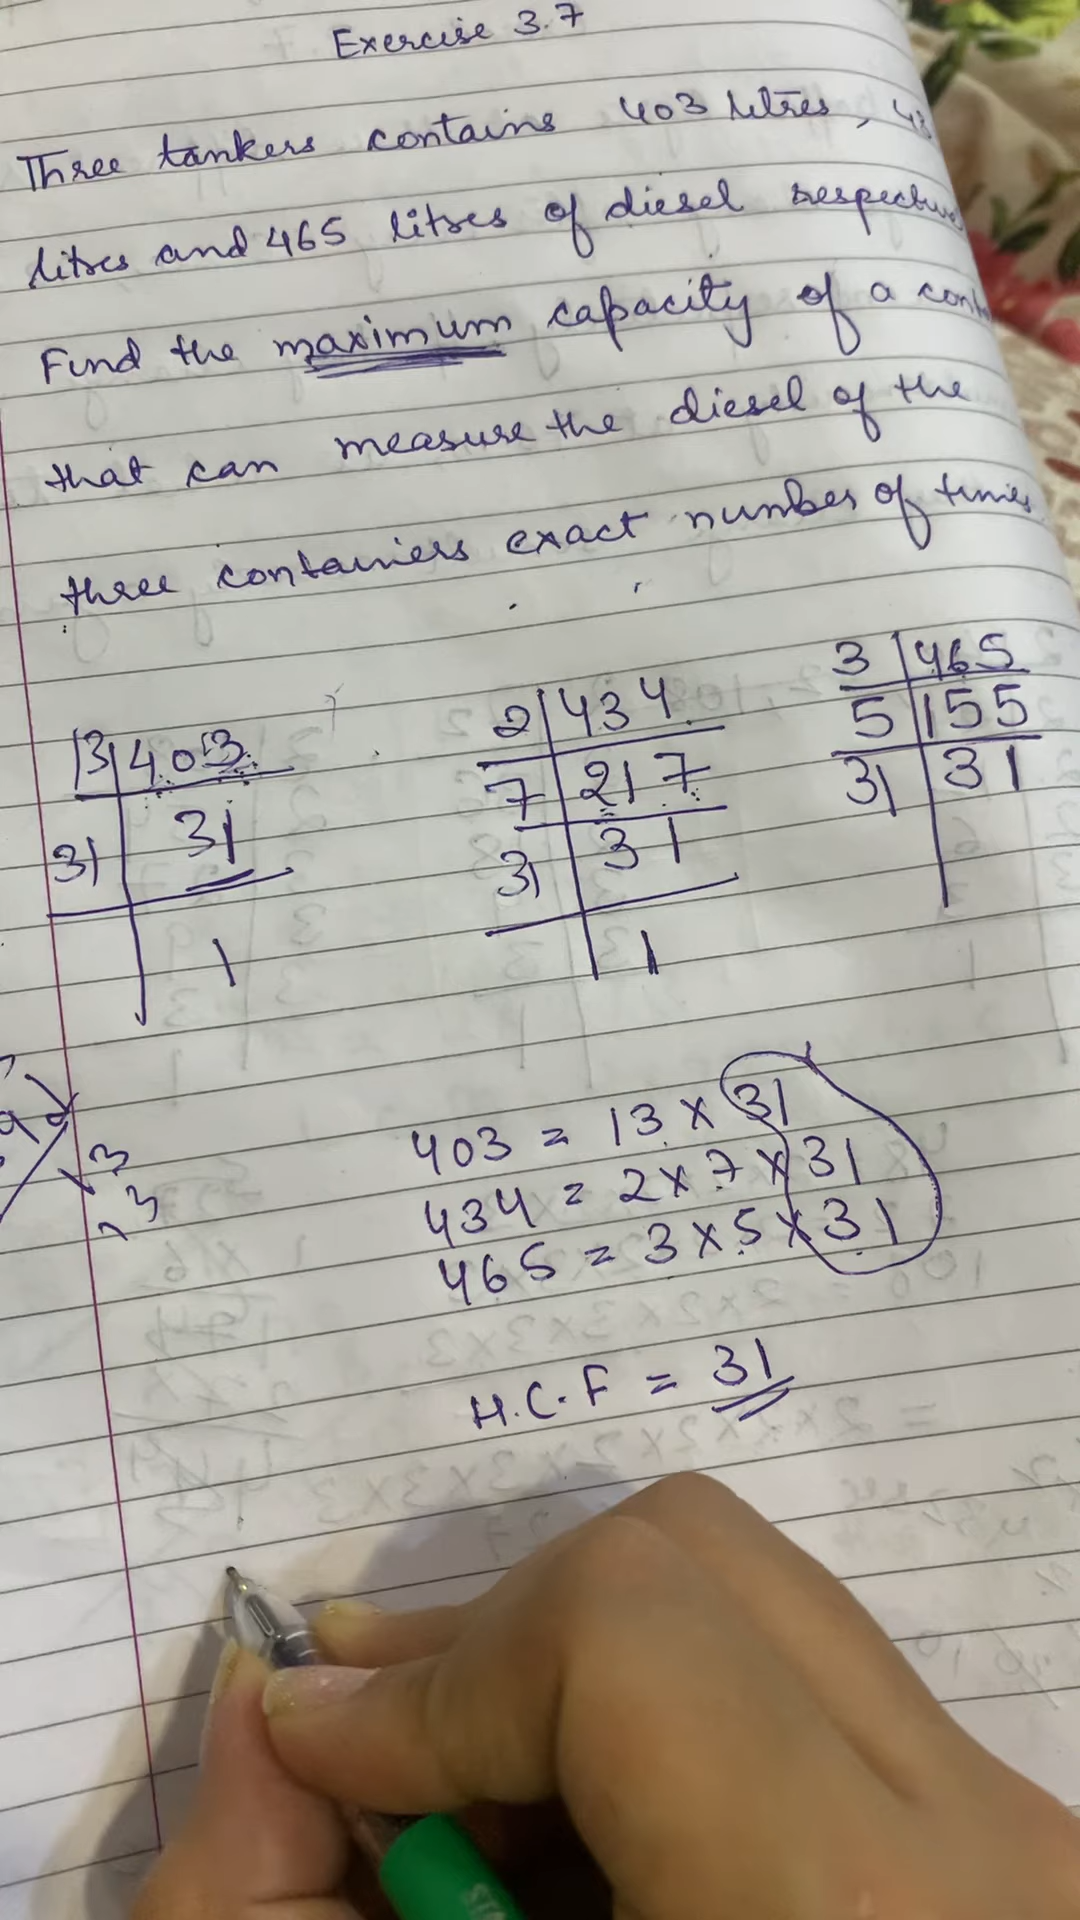 Exercise 3.7
Three tankers contains 403 litres,
litres and 465 litres of diesel
Find the maximum capacity of a
that can measure the diesel of the
three containers exact number of times
13 403
31 31
1
2 434
7 217
31 31
1
3 465
5 155
31 31
403 = 13 × 31
434 = 2 × 7 × 31
465 = 3 × 5 × 31
H.C.F = 31